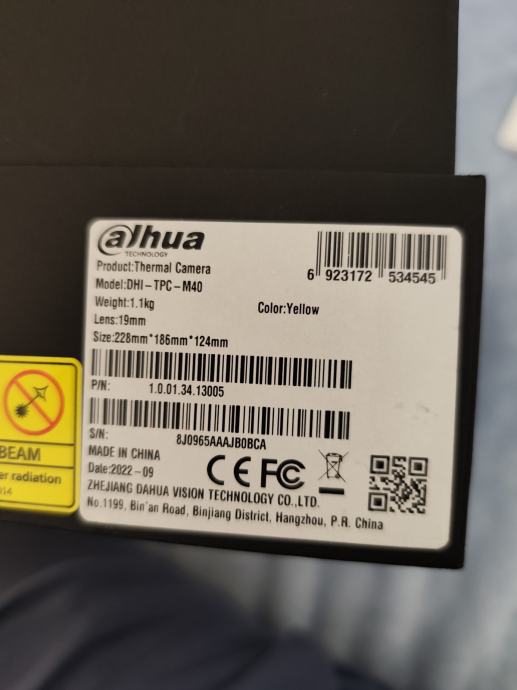 alhua
TECHNOLOGY
6 923172 534545
Product:Thermal Camera
Model:DHI-TPC-M40
Weight:1.1kg
Color:Yellow
Lens:19mm
Size:228mm*186mm*124mm
P/N: 1.0.01.34.13005
S/N: 8J0965AAAJB0BCA
MADE IN CHINA
Date:2022-09
CE FC
ZHEJIANG DAHUA VISION TECHNOLOGY CO.,LTD.
No.1199, Bin'an Road, Binjiang District, Hangzhou, P.R. China
BEAM
radiation